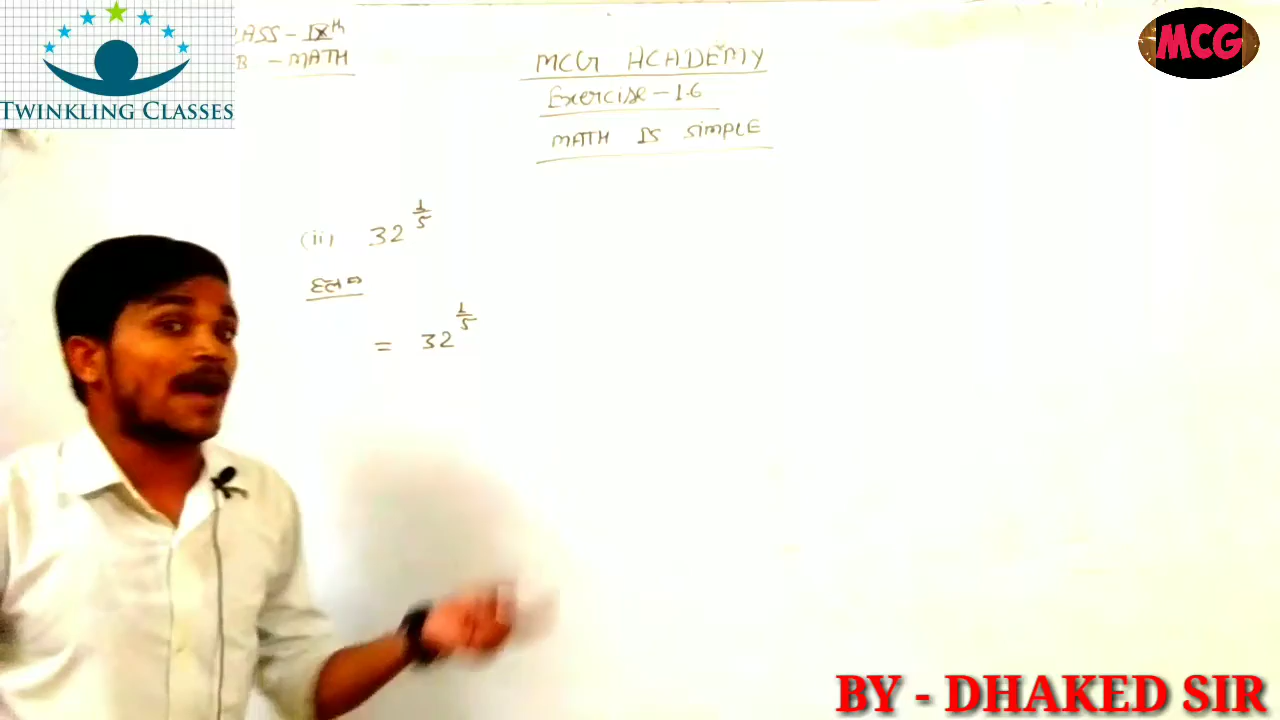 TWINKLING CLASSES
ASS - IXth
B - MATH
MCG ACADEMY
Exercise - 1.6
MATH IS SIMPLE
MCG
(ii) 32^1/5
हल ⇒
= 32^1/5
BY - DHAKED SIR